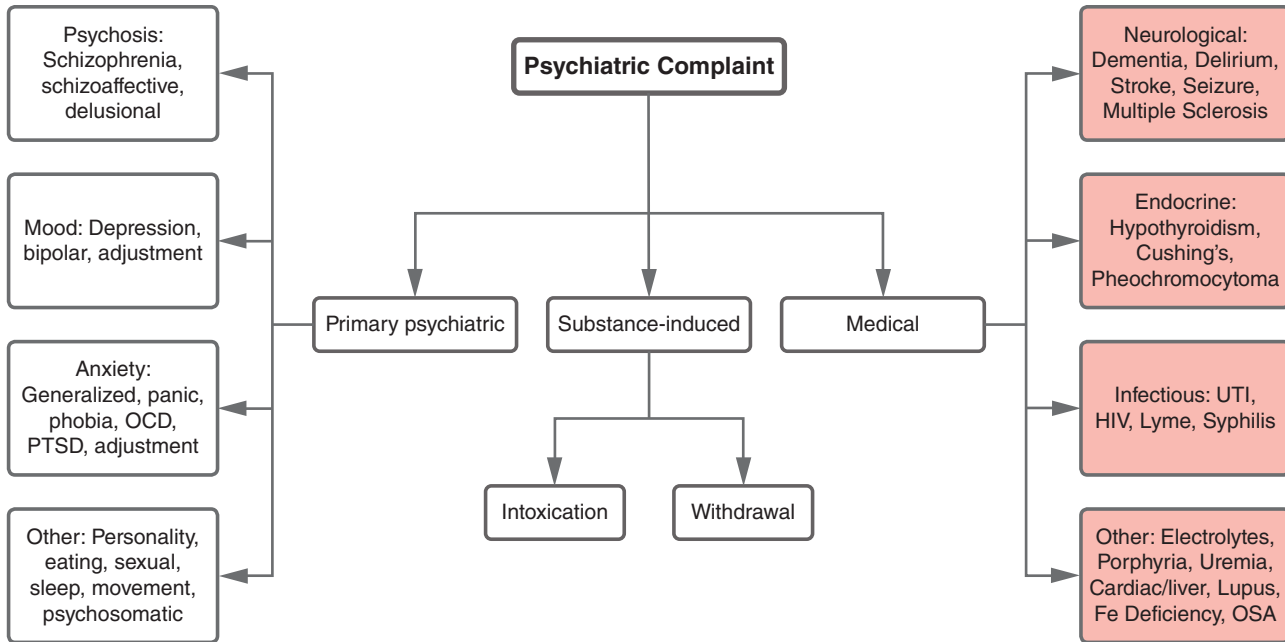 Psychiatric Complaint
Primary psychiatric
Substance-induced
Medical
Psychosis:
Schizophrenia,
schizoaffective,
delusional
Mood: Depression,
bipolar, adjustment
Anxiety:
Generalized, panic,
phobia, OCD,
PTSD, adjustment
Other: Personality,
eating, sexual,
sleep, movement,
psychosomatic
Intoxication
Withdrawal
Neurological:
Dementia, Delirium,
Stroke, Seizure,
Multiple Sclerosis
Endocrine:
Hypothyroidism,
Cushing’s,
Pheochromocytoma
Infectious: UTI,
HIV, Lyme, Syphilis
Other: Electrolytes,
Porphyria, Uremia,
Cardiac/liver, Lupus,
Fe Deficiency, OSA